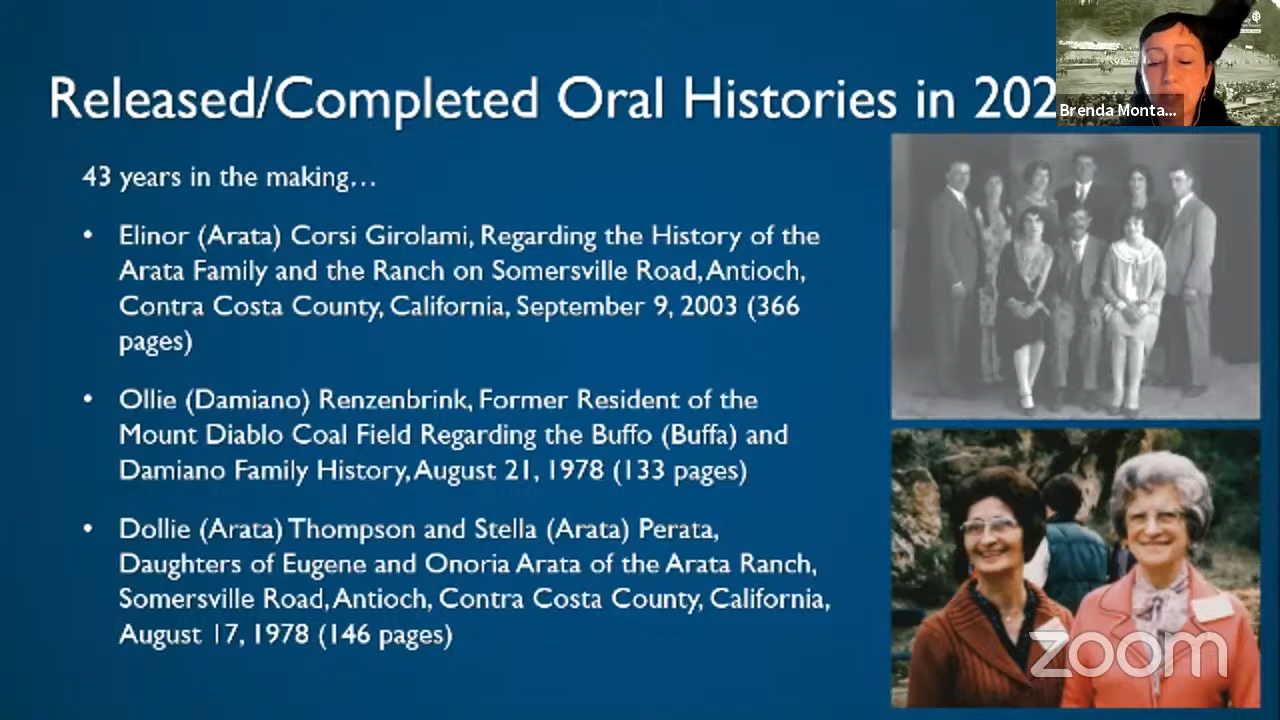 Released/Completed Oral Histories in 202
Brenda Monta...
43 years in the making...
• Elinor (Arata) Corsi Girolami, Regarding the History of the
Arata Family and the Ranch on Somersville Road, Antioch,
Contra Costa County, California, September 9, 2003 (366
pages)
• Ollie (Damiano) Renzenbrink, Former Resident of the
Mount Diablo Coal Field Regarding the Buffo (Buffa) and
Damiano Family History, August 21, 1978 (133 pages)
• Dollie (Arata) Thompson and Stella (Arata) Perata,
Daughters of Eugene and Onoria Arata of the Arata Ranch,
Somersville Road, Antioch, Contra Costa County, California,
August 17, 1978 (146 pages)
zoom